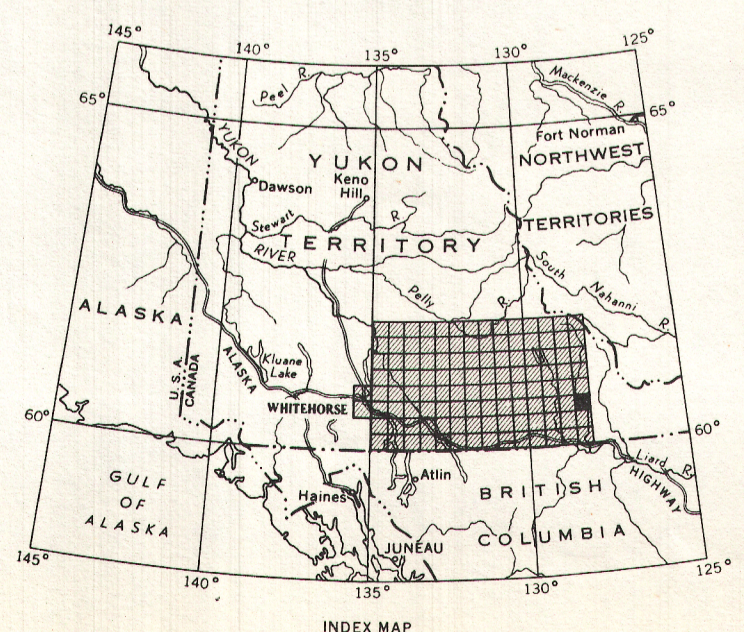 145°
140°
135°
130°
125°
65°
Peel R.
Mackenzie R.
65°
Fort Norman
YUKON
YUKON
NORTHWEST
Dawson
Keno
Hill
Stewart R.
TERRITORIES
TERRITORY
RIVER
South Nahanni R.
Pelly R.
ALASKA
U.S.A.
CANADA
ALASKA
Kluane
Lake
WHITEHORSE
60°
60°
Liard R.
HIGHWAY
GULF
OF
ALASKA
Atlin
Haines
BRITISH
COLUMBIA
JUNEAU
145°
140°
135°
130°
125°
INDEX MAP